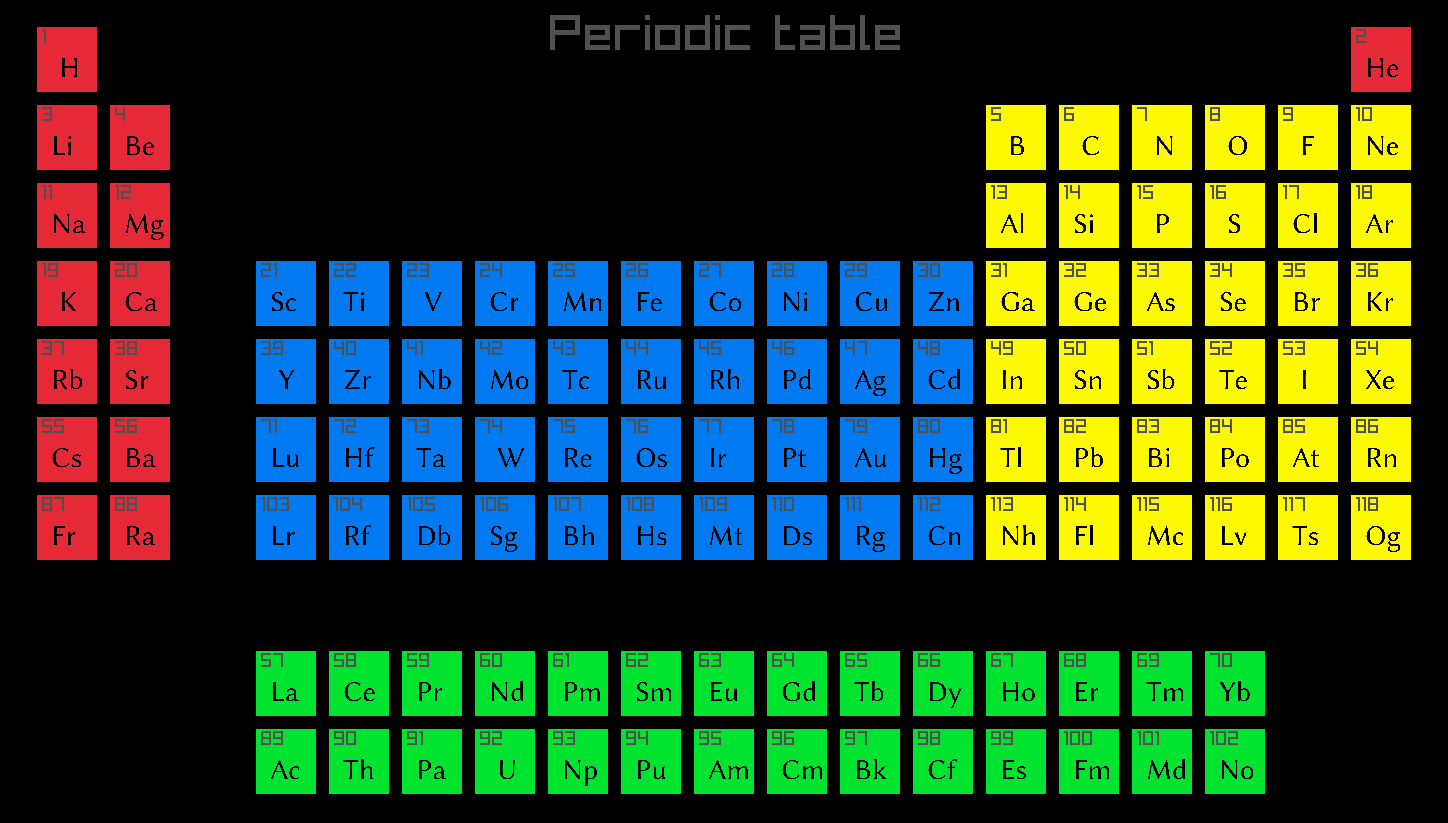 Periodic table
1 2
H He
3 4 5 6 7 8 9 10
Li Be B C N O F Ne
11 12 13 14 15 16 17 18
Na Mg Al Si P S Cl Ar
19 20 21 22 23 24 25 26 27 28 29 30 31 32 33 34 35 36
K Ca Sc Ti V Cr Mn Fe Co Ni Cu Zn Ga Ge As Se Br Kr
37 38 39 40 41 42 43 44 45 46 47 48 49 50 51 52 53 54
Rb Sr Y Zr Nb Mo Tc Ru Rh Pd Ag Cd In Sn Sb Te I Xe
55 56 71 72 73 74 75 76 77 78 79 80 81 82 83 84 85 86
Cs Ba Lu Hf Ta W Re Os Ir Pt Au Hg Tl Pb Bi Po At Rn
87 88 103 104 105 106 107 108 109 110 111 112 113 114 115 116 117 118
Fr Ra Lr Rf Db Sg Bh Hs Mt Ds Rg Cn Nh Fl Mc Lv Ts Og
57 58 59 60 61 62 63 64 65 66 67 68 69 70
La Ce Pr Nd Pm Sm Eu Gd Tb Dy Ho Er Tm Yb
89 90 91 92 93 94 95 96 97 98 99 100 101 102
Ac Th Pa U Np Pu Am Cm Bk Cf Es Fm Md No